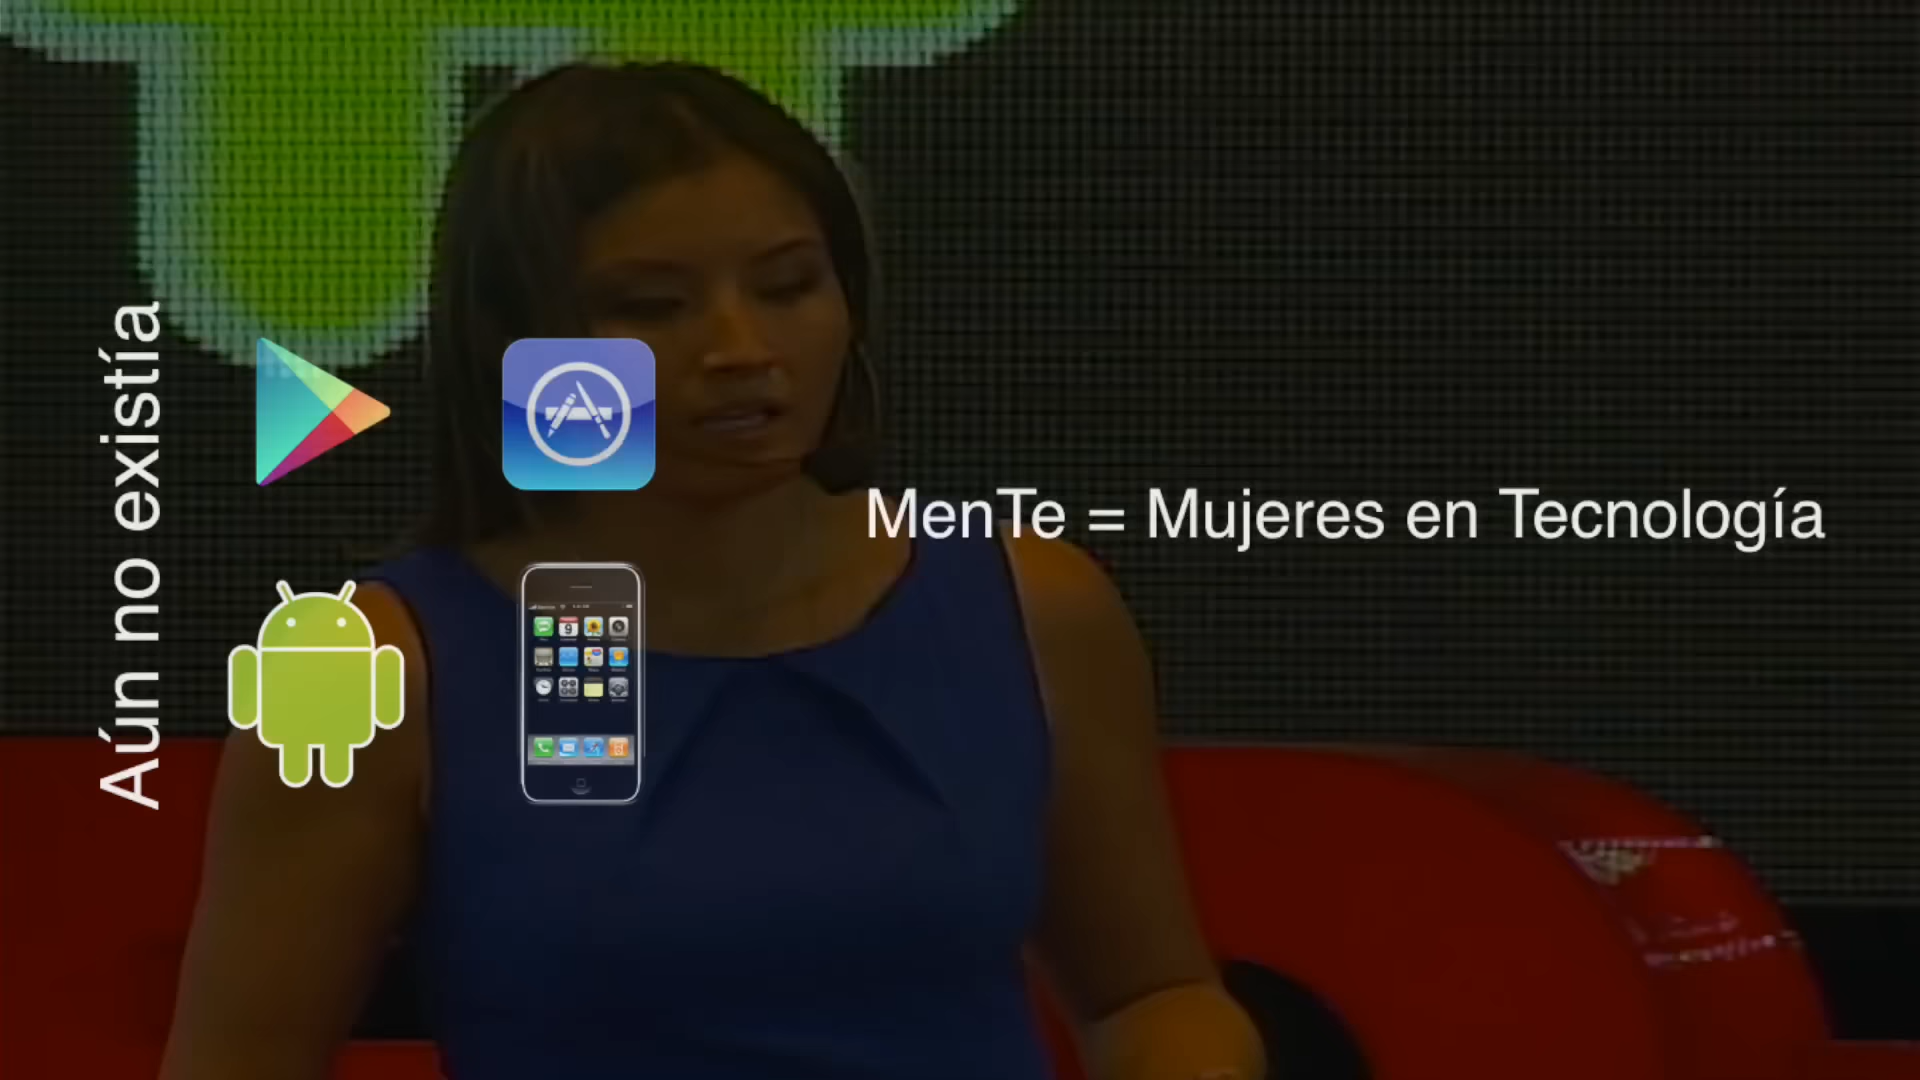 Aún no existía
MenTe = Mujeres en Tecnología